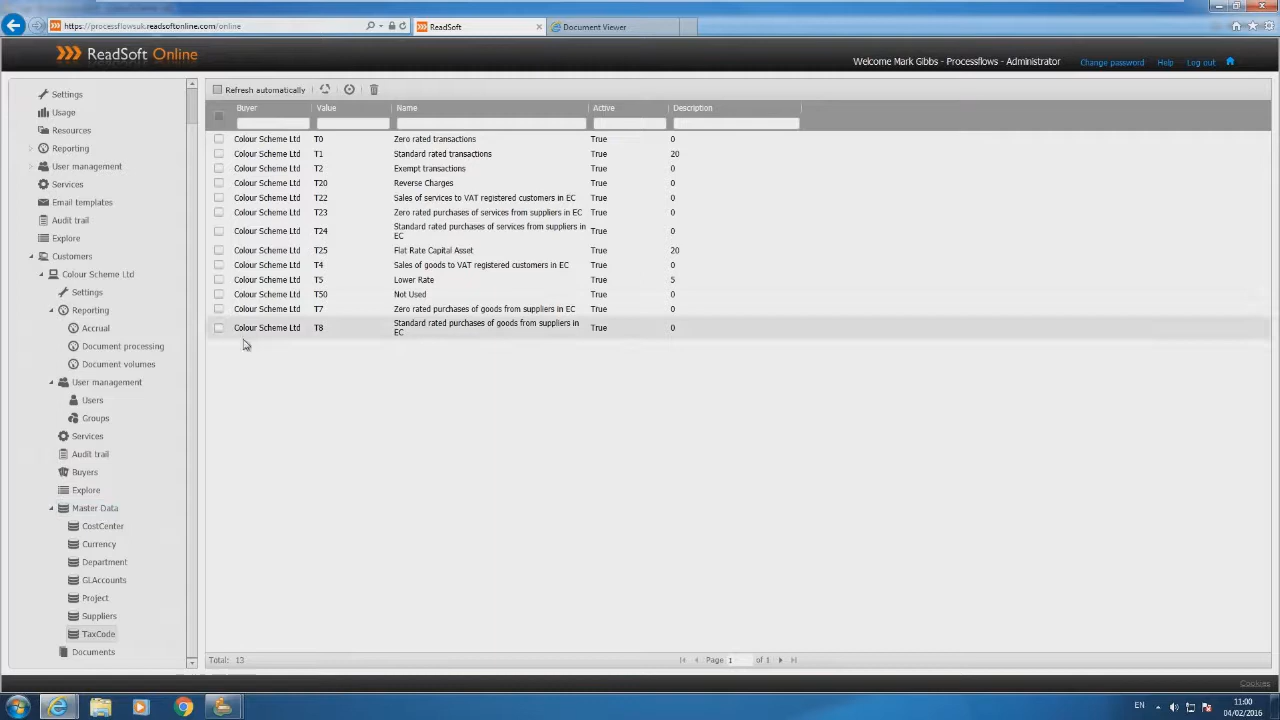 https://processflowsuk.readsoftonline.com/online
ReadSoft
Document Viewer
ReadSoft Online
Welcome Mark Gibbs - Processflows - Administrator
Change password
Help
Log out
Settings
Usage
Resources
Reporting
User management
Services
Email templates
Audit trail
Explore
Customers
Colour Scheme Ltd
Settings
Reporting
Accrual
Document processing
Document volumes
User management
Users
Groups
Services
Audit trail
Buyers
Explore
Master Data
CostCenter
Currency
Department
GLAccounts
Project
Suppliers
TaxCode
Documents
Refresh automatically
Buyer Value Name Active Description
Colour Scheme Ltd T0 Zero rated transactions True 0
Colour Scheme Ltd T1 Standard rated transactions True 20
Colour Scheme Ltd T2 Exempt transactions True 0
Colour Scheme Ltd T20 Reverse Charges True 0
Colour Scheme Ltd T22 Sales of services to VAT registered customers in EC True 0
Colour Scheme Ltd T23 Zero rated purchases of services from suppliers in EC True 0
Colour Scheme Ltd T24 Standard rated purchases of services from suppliers in EC True 0
Colour Scheme Ltd T25 Flat Rate Capital Asset True 20
Colour Scheme Ltd T4 Sales of goods to VAT registered customers in EC True 0
Colour Scheme Ltd T5 Lower Rate True 5
Colour Scheme Ltd T50 Not Used True 0
Colour Scheme Ltd T7 Zero rated purchases of goods from suppliers in EC True 0
Colour Scheme Ltd T8 Standard rated purchases of goods from suppliers in EC True 0
Total: 13
Page 1 of 1
Cookies
EN
11:00
04/02/2016